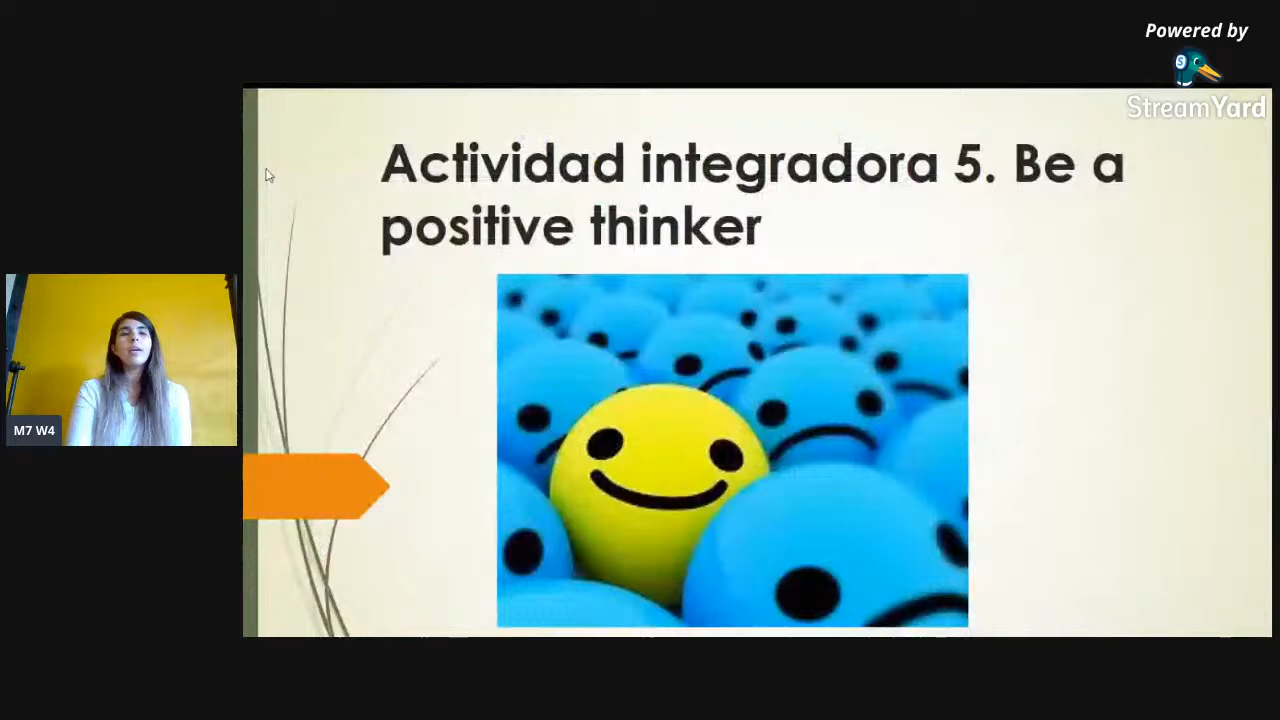 Powered by
StreamYard
Actividad integradora 5. Be a
positive thinker
M7 W4